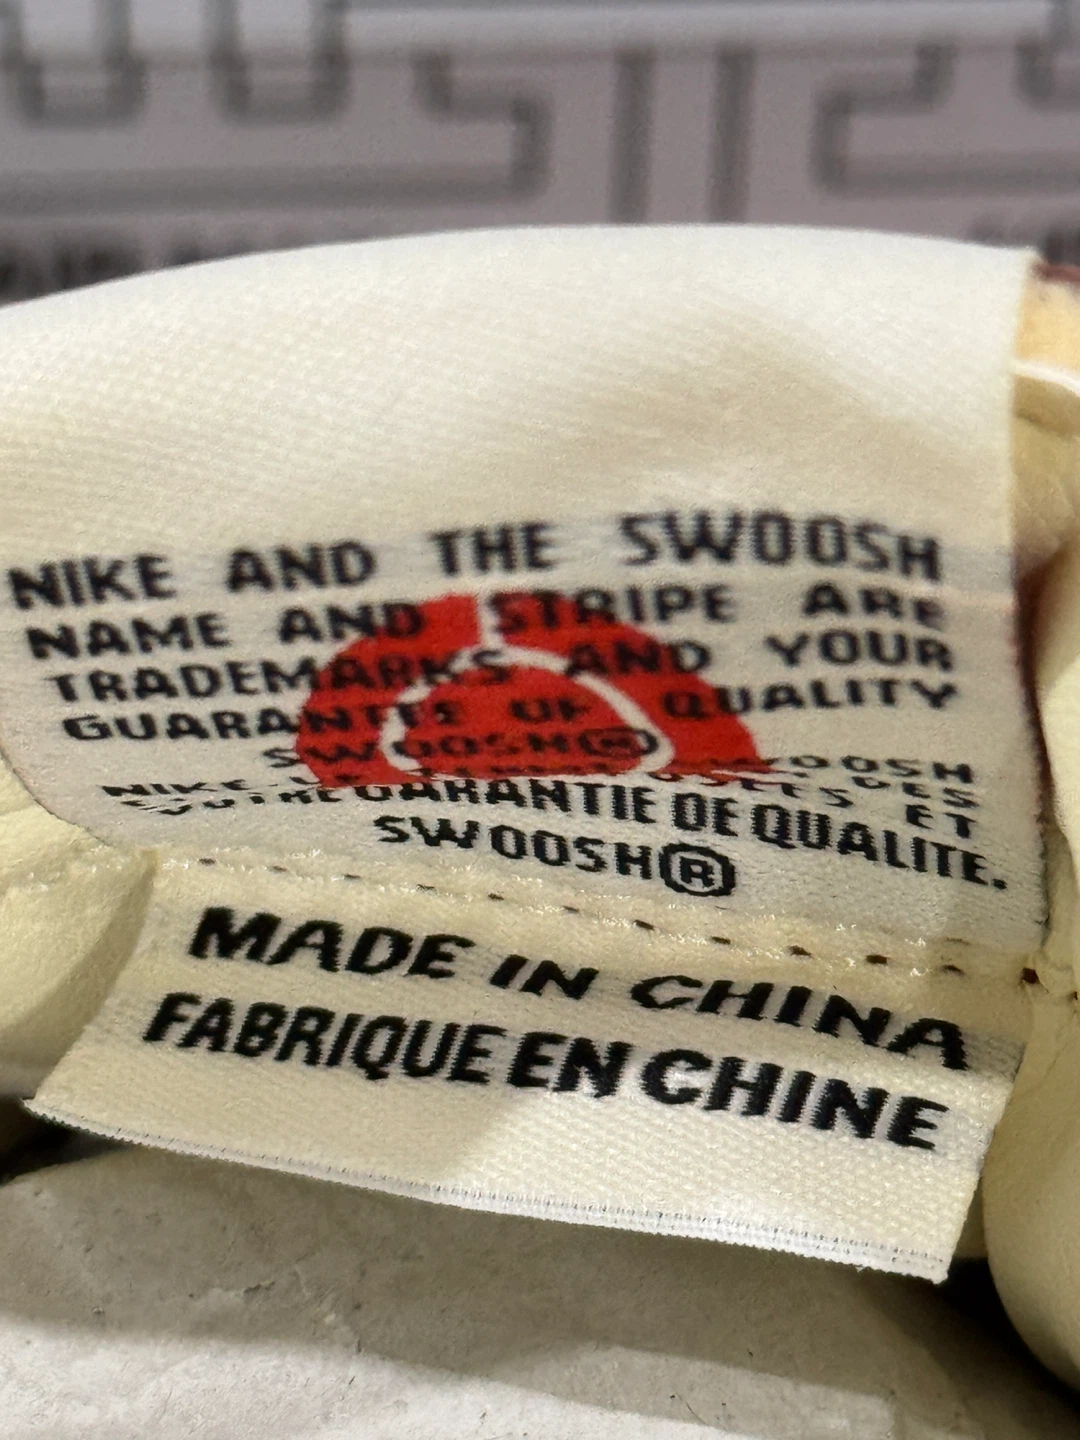 NIKE AND THE SWOOSH
NAME AND STRIPE ARE
TRADEMARKS AND YOUR
GUARANTEE OF QUALITY
SWOOSH®
NIKE SWOOSH
ET
GARANTIE DE QUALITE.
SWOOSH®
MADE IN CHINA
FABRIQUE EN CHINE